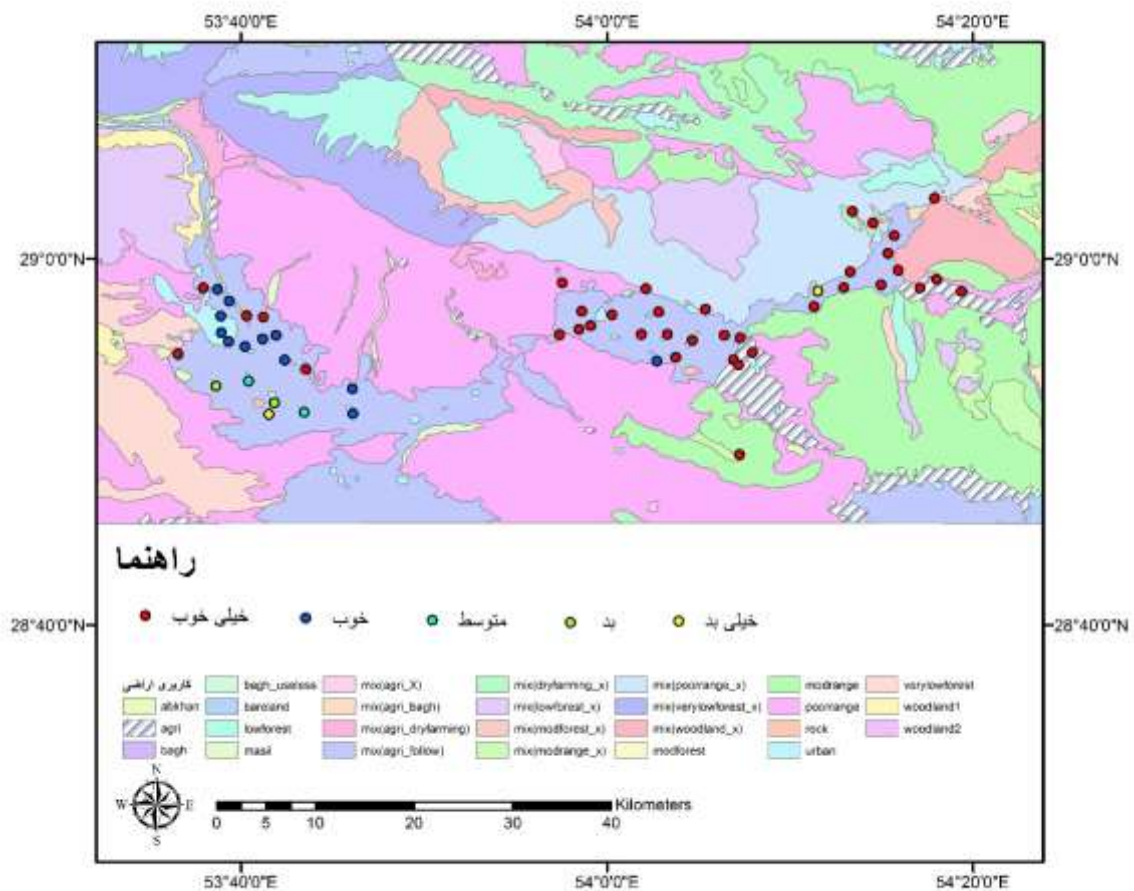 53°40'0"E 54°0'0"E 54°20'0"E
29°0'0"N 29°0'0"N
راهنما
خیلی خوب خوب متوسط بد خیلی بد
28°40'0"N 28°40'0"N
کاربری اراضی bagh_useless mix(agri_X) mix(dryfarming_x) mix(poorrange_x) modrange verylowforest
abkhan bareland mix(agri_bagh) mix(lowforest_x) mix(verylowforest_x) poorrange woodland1
agri lowforest mix(agri_dryfarming) mix(modforest_x) mix(woodland_x) rock woodland2
bagh masil mix(agri_follow) mix(modrange_x) modforest urban
N
W E
S
Kilometers
0 5 10 20 30 40
53°40'0"E 54°0'0"E 54°20'0"E